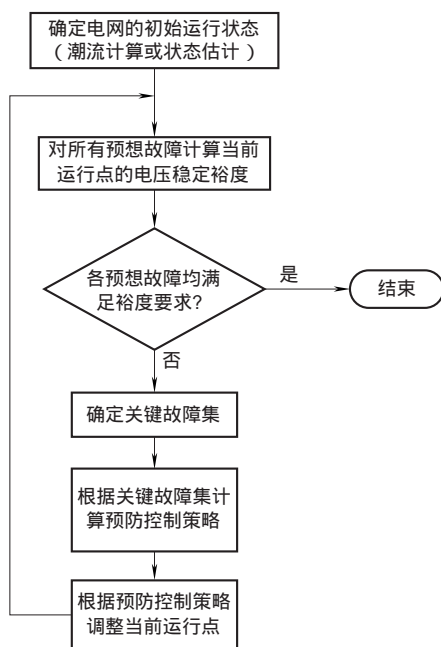 确定电网的初始运行状态
(潮流计算或状态估计)
对所有预想故障计算当前
运行点的电压稳定裕度
各预想故障均满
足裕度要求?
是
结束
否
确定关键故障集
根据关键故障集计
算预防控制策略
根据预防控制策略
调整当前运行点